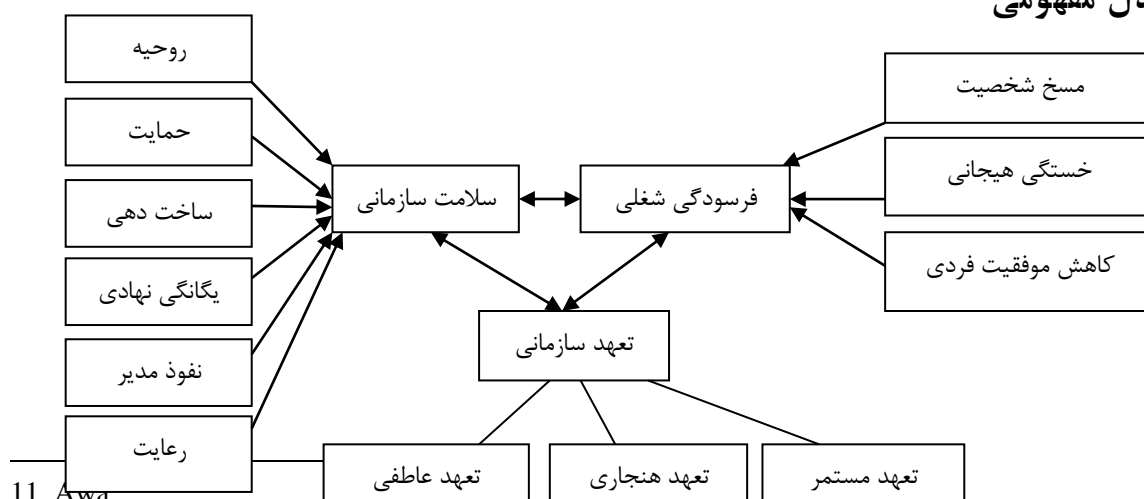 مفهومی
روحیه
حمایت
ساخت دهی
یگانگی نهادی
نفوذ مدیر
رعایت
سلامت سازمانی
فرسودگی شغلی
مسخ شخصیت
خستگی هیجانی
کاهش موفقیت فردی
تعهد سازمانی
تعهد مستمر
تعهد هنجاری
تعهد عاطفی
11